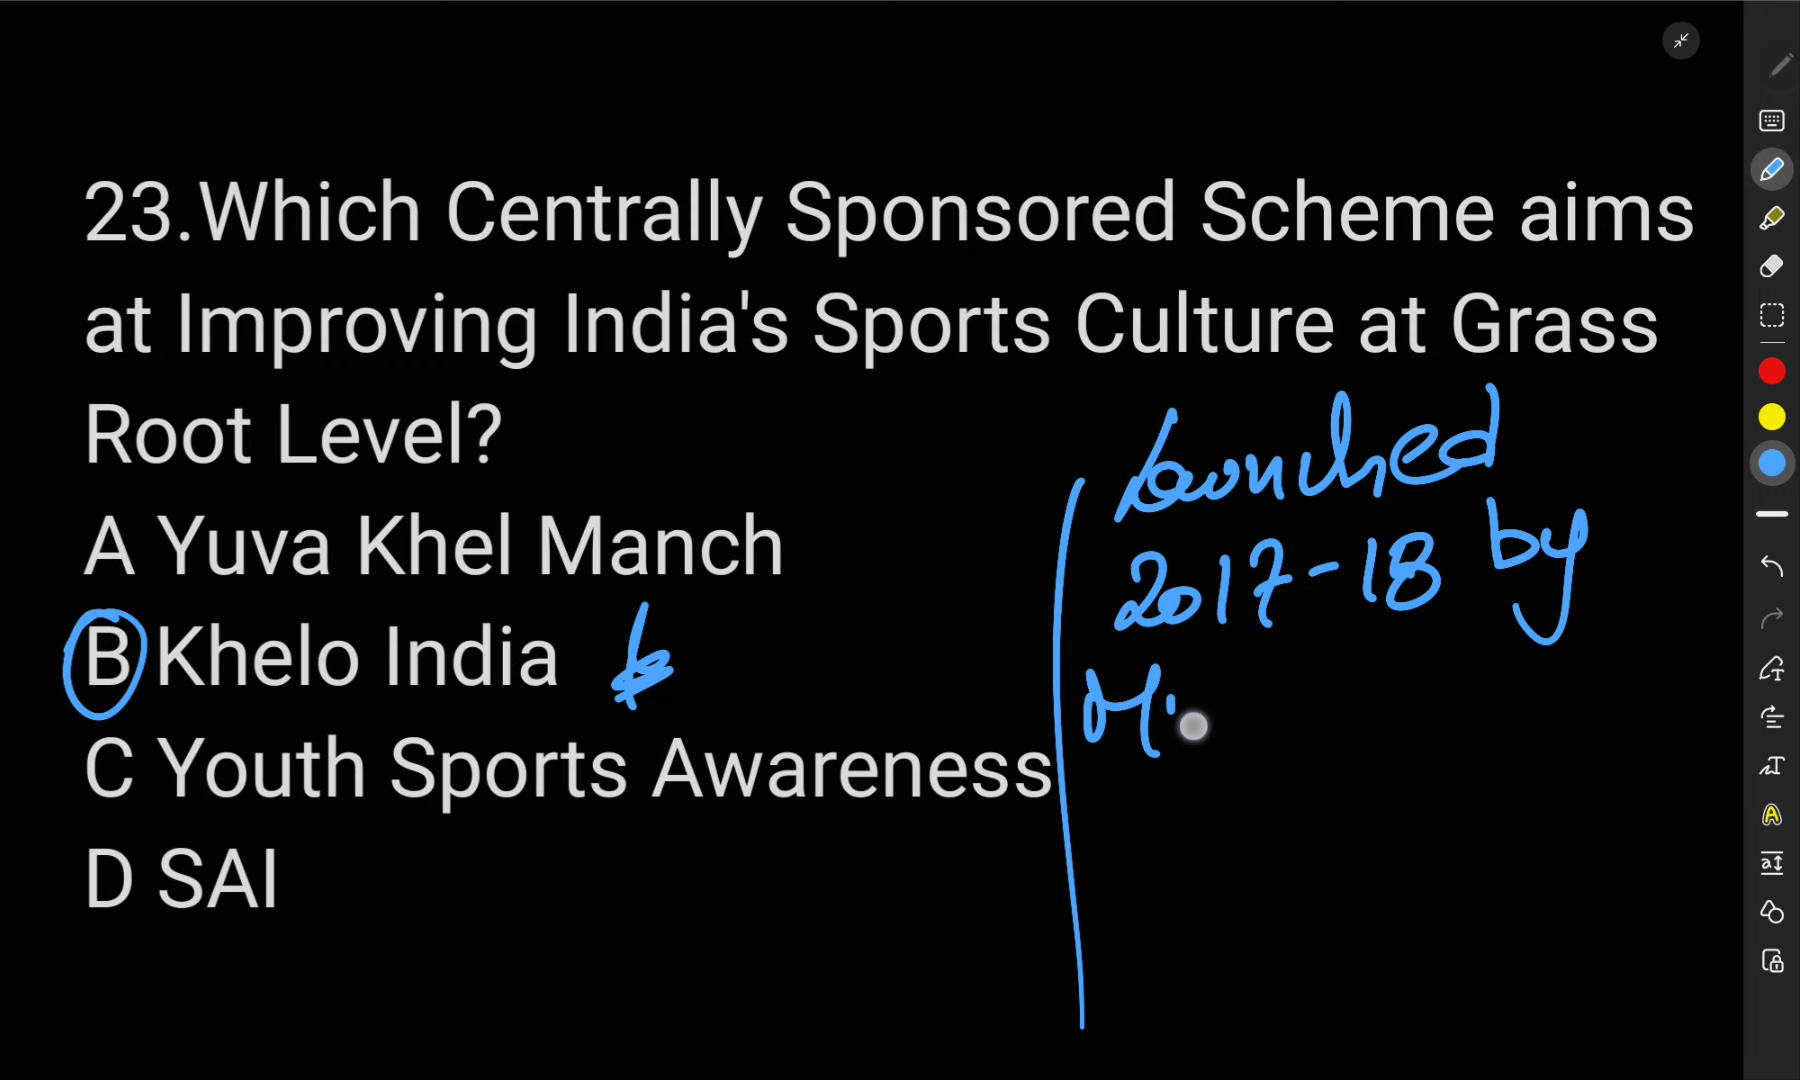 23.Which Centrally Sponsored Scheme aims
at Improving India's Sports Culture at Grass
Root Level?
A Yuva Khel Manch
B Khelo India
C Youth Sports Awareness
D SAI
Launched
2017-18 by
Mi